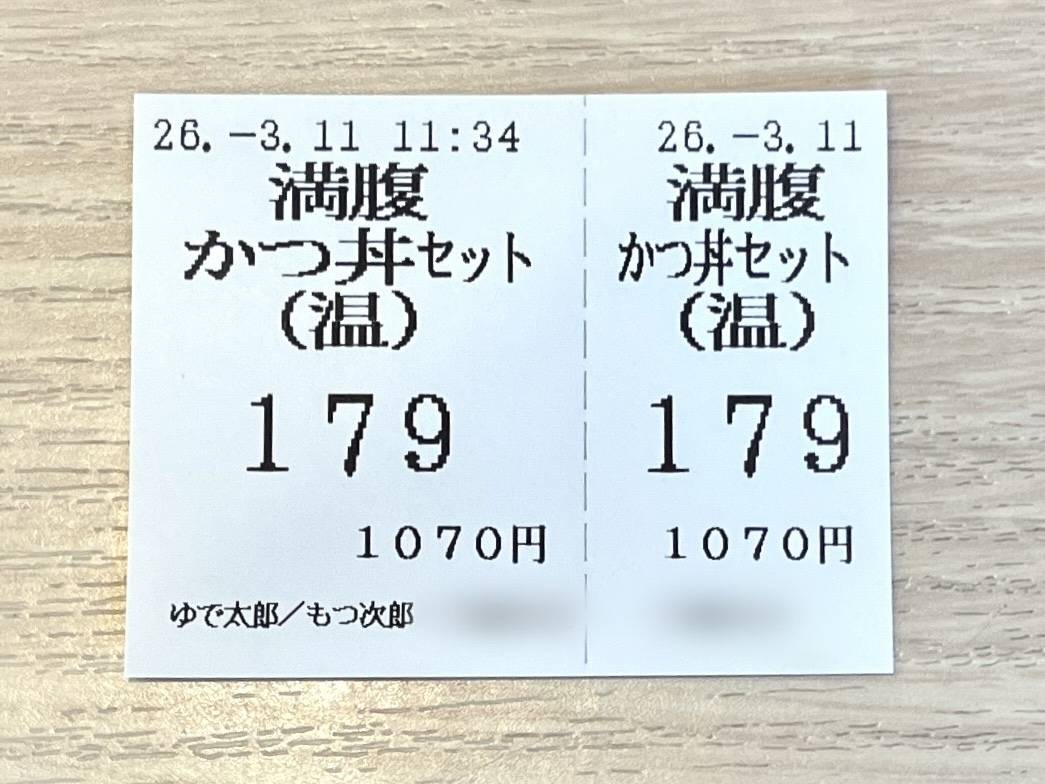 26.-3.11 11:34
満腹
かつ丼セット
(温)
179
1070円
ゆで太郎/もつ次郎
26.-3.11
満腹
かつ丼セット
(温)
179
1070円